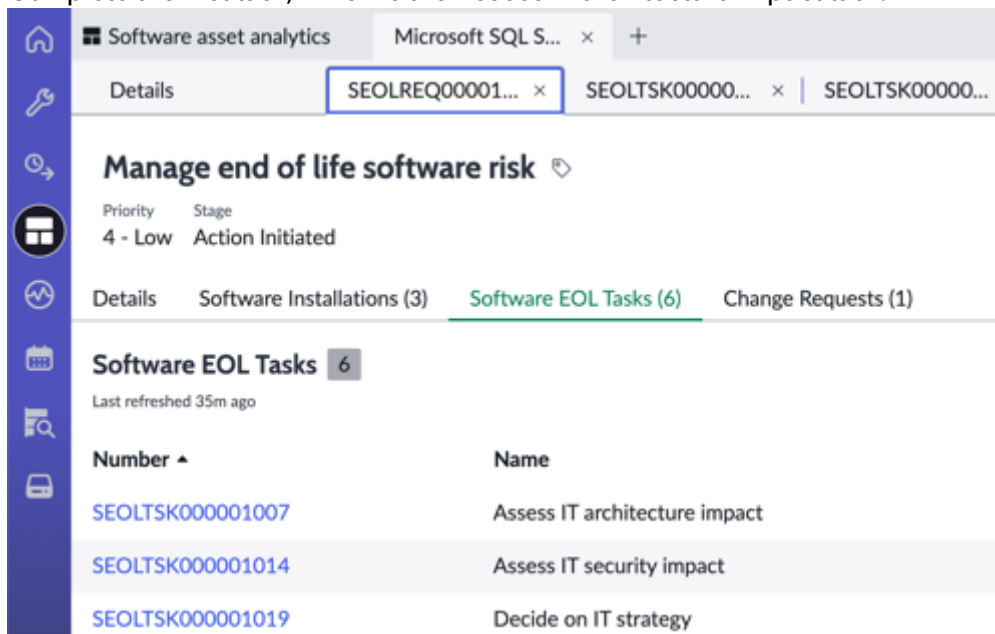 Software asset analytics Microsoft SQL S... × +
Details SEOLREQ00001... × SEOLTSK00000... × SEOLTSK00000...
Manage end of life software risk
Priority Stage
4 - Low Action Initiated
Details Software Installations (3) Software EOL Tasks (6) Change Requests (1)
Software EOL Tasks 6
Last refreshed 35m ago
Number Name
SEOLTSK000001007 Assess IT architecture impact
SEOLTSK000001014 Assess IT security impact
SEOLTSK000001019 Decide on IT strategy